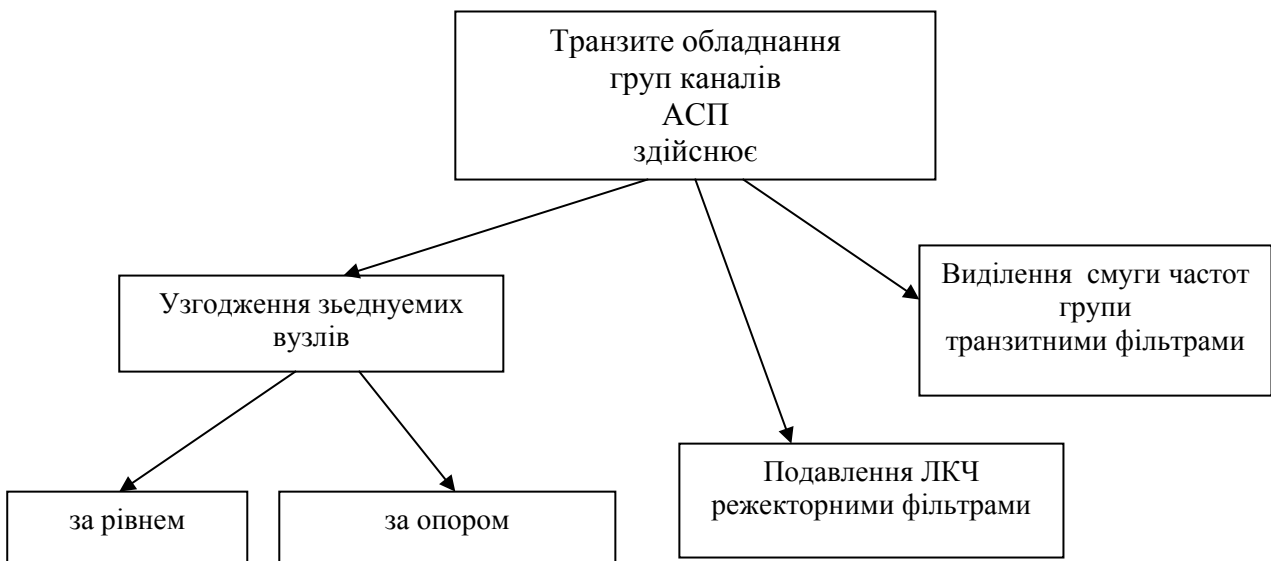 Транзите обладнання
груп каналів
АСП
здійснює
Узгодження зьеднуемих
вузлів
Виділення смуги частот
групи
транзитними фільтрами
за рівнем
за опором
Подавлення ЛКЧ
режекторними фільтрами